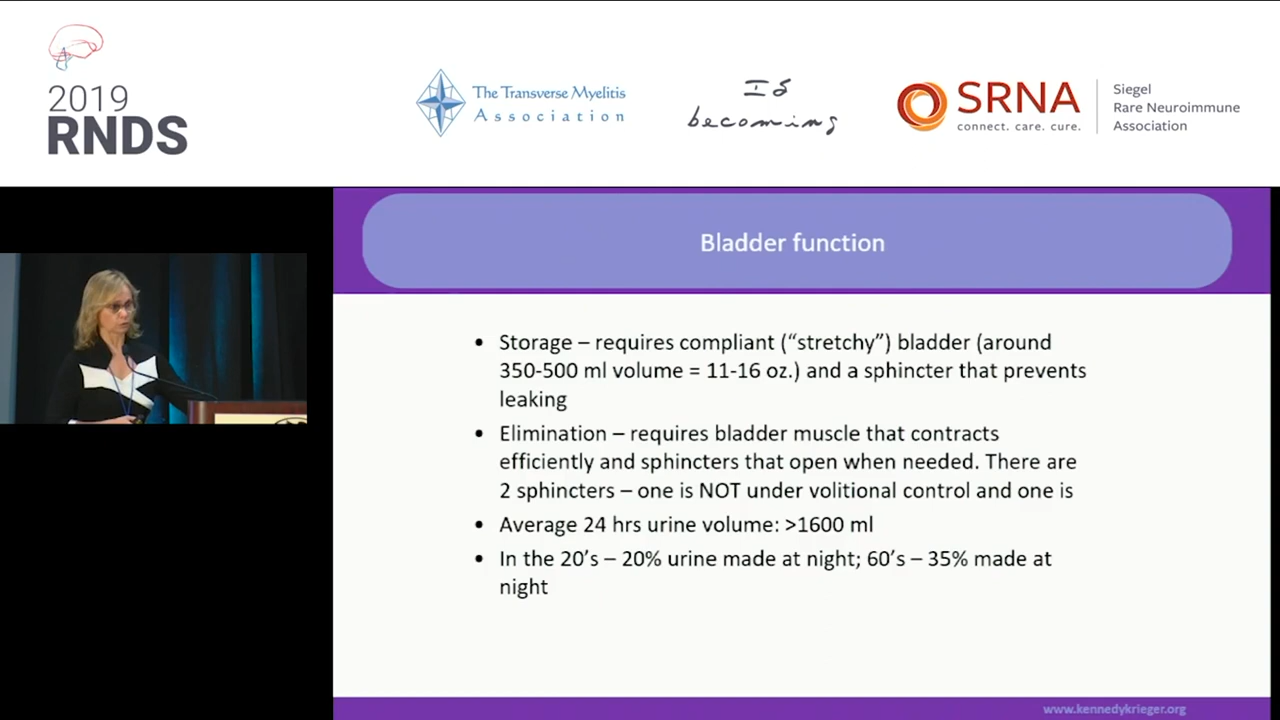 2019
RNDS
The Transverse Myelitis
Association
IS
becoming
SRNA
connect. care. cure.
Siegel
Rare Neuroimmune
Association
Bladder function
• Storage – requires compliant (“stretchy”) bladder (around
350-500 ml volume = 11-16 oz.) and a sphincter that prevents
leaking
• Elimination – requires bladder muscle that contracts
efficiently and sphincters that open when needed. There are
2 sphincters – one is NOT under volitional control and one is
• Average 24 hrs urine volume: >1600 ml
• In the 20’s – 20% urine made at night; 60’s – 35% made at
night
www.kennedykrieger.org